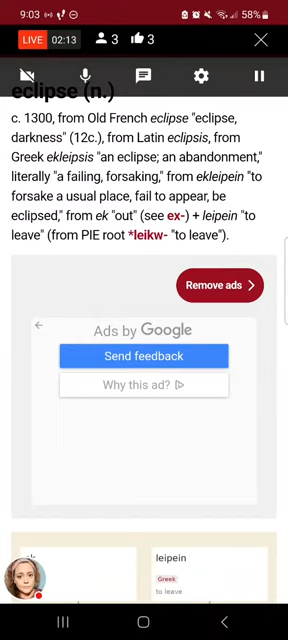 9:03 58%
LIVE 02:13 3 3
eclipse (n.)
c. 1300, from Old French eclipse "eclipse,
darkness" (12c.), from Latin eclipsis, from
Greek ekleipsis "an eclipse; an abandonment,"
literally "a failing, forsaking," from ekleipein "to
forsake a usual place, fail to appear, be
eclipsed," from ek "out" (see ex-) + leipein "to
leave" (from PIE root *leikw- "to leave").
Remove ads
Ads by Google
Send feedback
Why this ad?
leipein
Greek
to leave